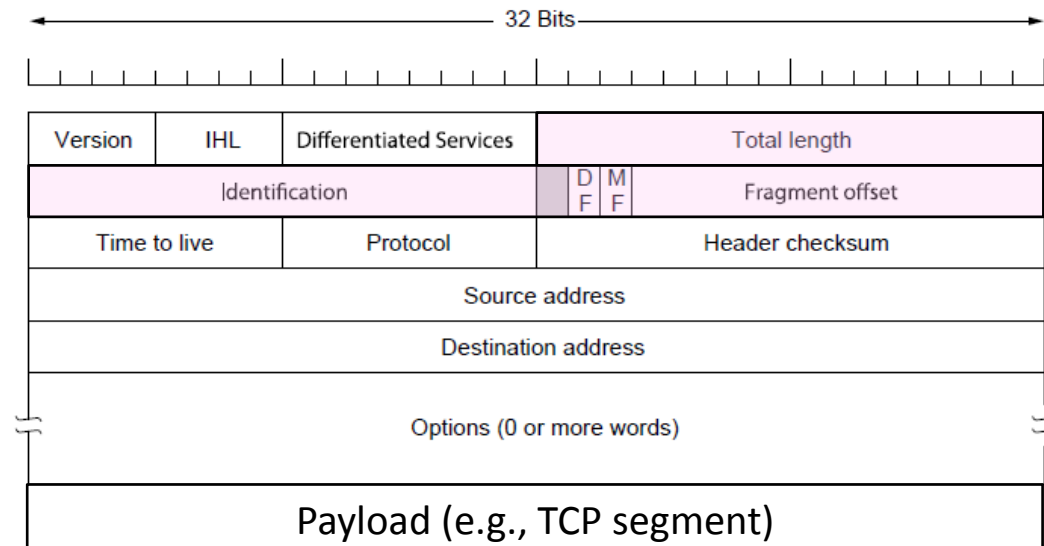 32 Bits
Version IHL Differentiated Services Total length
Identification D F M F Fragment offset
Time to live Protocol Header checksum
Source address
Destination address
Options (0 or more words)
Payload (e.g., TCP segment)